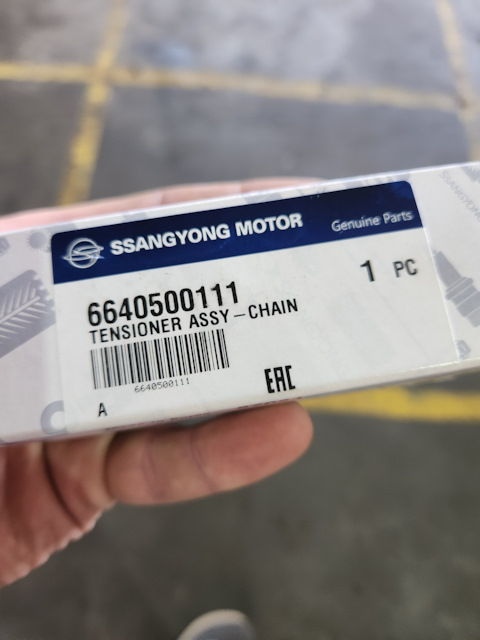 SSANGYONG MOTOR
Genuine Parts
6640500111
1 PC
TENSIONER ASSY-CHAIN
6640500111
A
EAC